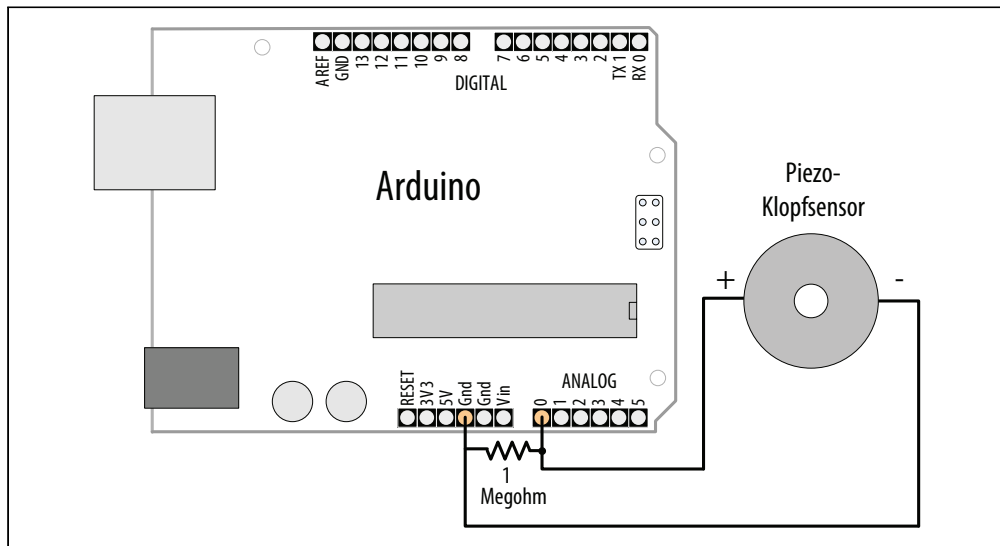 AREF
GND
13
12
11
10
9
8
7
6
5
4
3
2
TX 1
RX 0
DIGITAL
Arduino
Piezo-
Klopfsensor
+
-
RESET
3V3
5V
Gnd
Gnd
Vin
ANALOG
0
1
2
3
4
5
1
Megohm